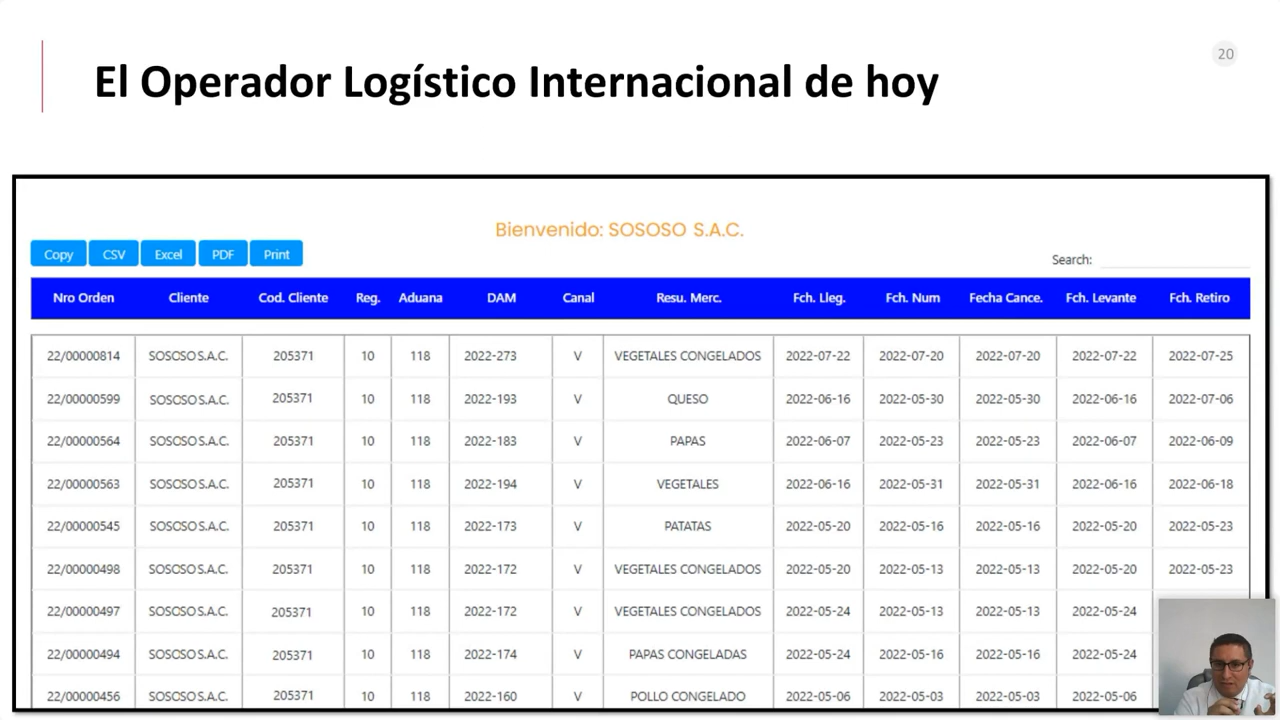 20
El Operador Logístico Internacional de hoy
Bienvenido: SOSOSO S.A.C.
Copy CSV Excel PDF Print
Search:
Nro Orden Cliente Cod. Cliente Reg. Aduana DAM Canal Resu. Merc. Fch. Lleg. Fch. Num Fecha Cance. Fch. Levante Fch. Retiro
22/00000814 SOSOSO S.A.C. 205371 10 118 2022-273 V VEGETALES CONGELADOS 2022-07-22 2022-07-20 2022-07-20 2022-07-22 2022-07-25
22/00000599 SOSOSO S.A.C. 205371 10 118 2022-193 V QUESO 2022-06-16 2022-05-30 2022-05-30 2022-06-16 2022-07-06
22/00000564 SOSOSO S.A.C. 205371 10 118 2022-183 V PAPAS 2022-06-07 2022-05-23 2022-05-23 2022-06-07 2022-06-09
22/00000563 SOSOSO S.A.C. 205371 10 118 2022-194 V VEGETALES 2022-06-16 2022-05-31 2022-05-31 2022-06-16 2022-06-18
22/00000545 SOSOSO S.A.C. 205371 10 118 2022-173 V PATATAS 2022-05-20 2022-05-16 2022-05-16 2022-05-20 2022-05-23
22/00000498 SOSOSO S.A.C. 205371 10 118 2022-172 V VEGETALES CONGELADOS 2022-05-20 2022-05-13 2022-05-13 2022-05-20 2022-05-23
22/00000497 SOSOSO S.A.C. 205371 10 118 2022-172 V VEGETALES CONGELADOS 2022-05-24 2022-05-13 2022-05-13 2022-05-24
22/00000494 SOSOSO S.A.C. 205371 10 118 2022-174 V PAPAS CONGELADAS 2022-05-24 2022-05-16 2022-05-16 2022-05-24
22/00000456 SOSOSO S.A.C. 205371 10 118 2022-160 V POLLO CONGELADO 2022-05-06 2022-05-03 2022-05-03 2022-05-06